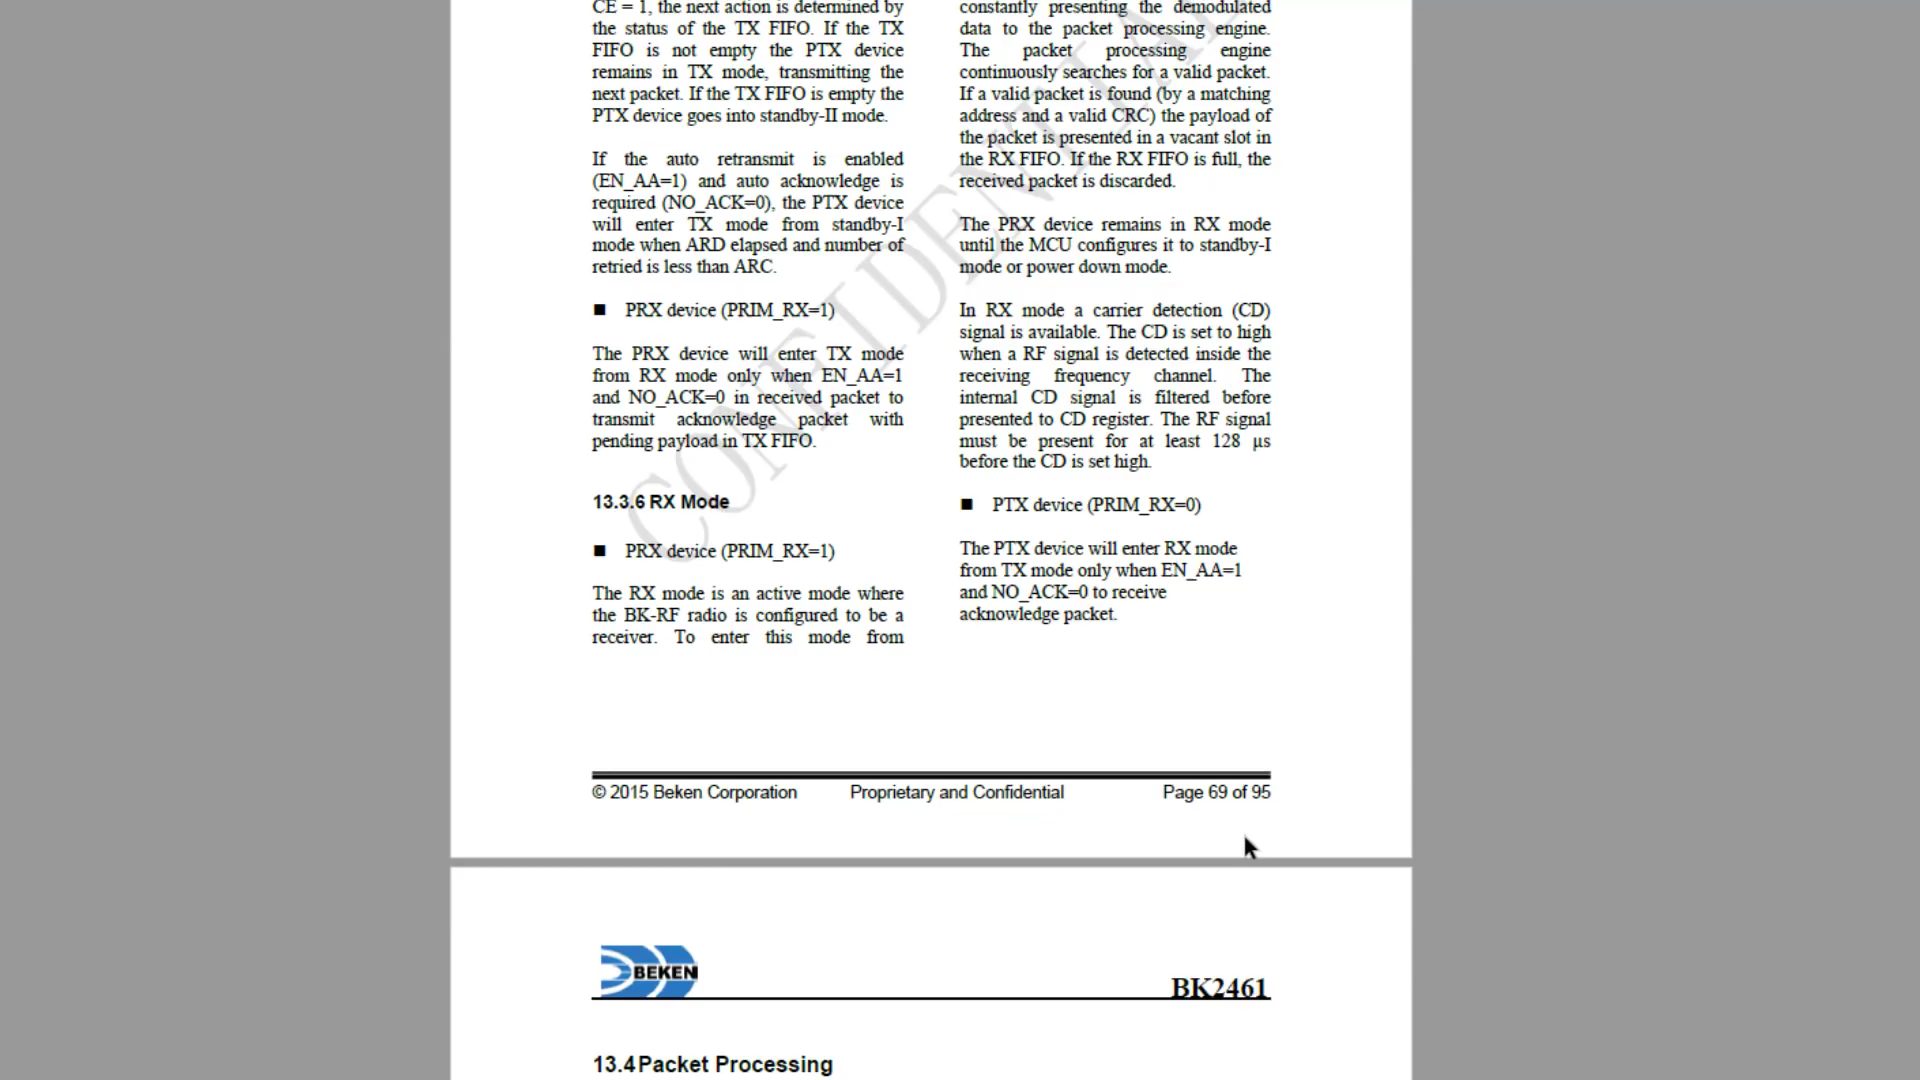 CE = 1, the next action is determined by
the status of the TX FIFO. If the TX
FIFO is not empty the PTX device
remains in TX mode, transmitting the
next packet. If the TX FIFO is empty the
PTX device goes into standby-II mode.
If the auto retransmit is enabled
(EN_AA=1) and auto acknowledge is
required (NO_ACK=0), the PTX device
will enter TX mode from standby-I
mode when ARD elapsed and number of
retried is less than ARC.
■ PRX device (PRIM_RX=1)
The PRX device will enter TX mode
from RX mode only when EN_AA=1
and NO_ACK=0 in received packet to
transmit acknowledge packet with
pending payload in TX FIFO.
13.3.6 RX Mode
■ PRX device (PRIM_RX=1)
The RX mode is an active mode where
the BK-RF radio is configured to be a
receiver. To enter this mode from
constantly presenting the demodulated
data to the packet processing engine.
The packet processing engine
continuously searches for a valid packet.
If a valid packet is found (by a matching
address and a valid CRC) the payload of
the packet is presented in a vacant slot in
the RX FIFO. If the RX FIFO is full, the
received packet is discarded.
The PRX device remains in RX mode
until the MCU configures it to standby-I
mode or power down mode.
In RX mode a carrier detection (CD)
signal is available. The CD is set to high
when a RF signal is detected inside the
receiving frequency channel. The
internal CD signal is filtered before
presented to CD register. The RF signal
must be present for at least 128 µs
before the CD is set high.
■ PTX device (PRIM_RX=0)
The PTX device will enter RX mode
from TX mode only when EN_AA=1
and NO_ACK=0 to receive
acknowledge packet.
CONFIDENTIAL
© 2015 Beken Corporation Proprietary and Confidential Page 69 of 95
BEKEN
BK2461
13.4 Packet Processing